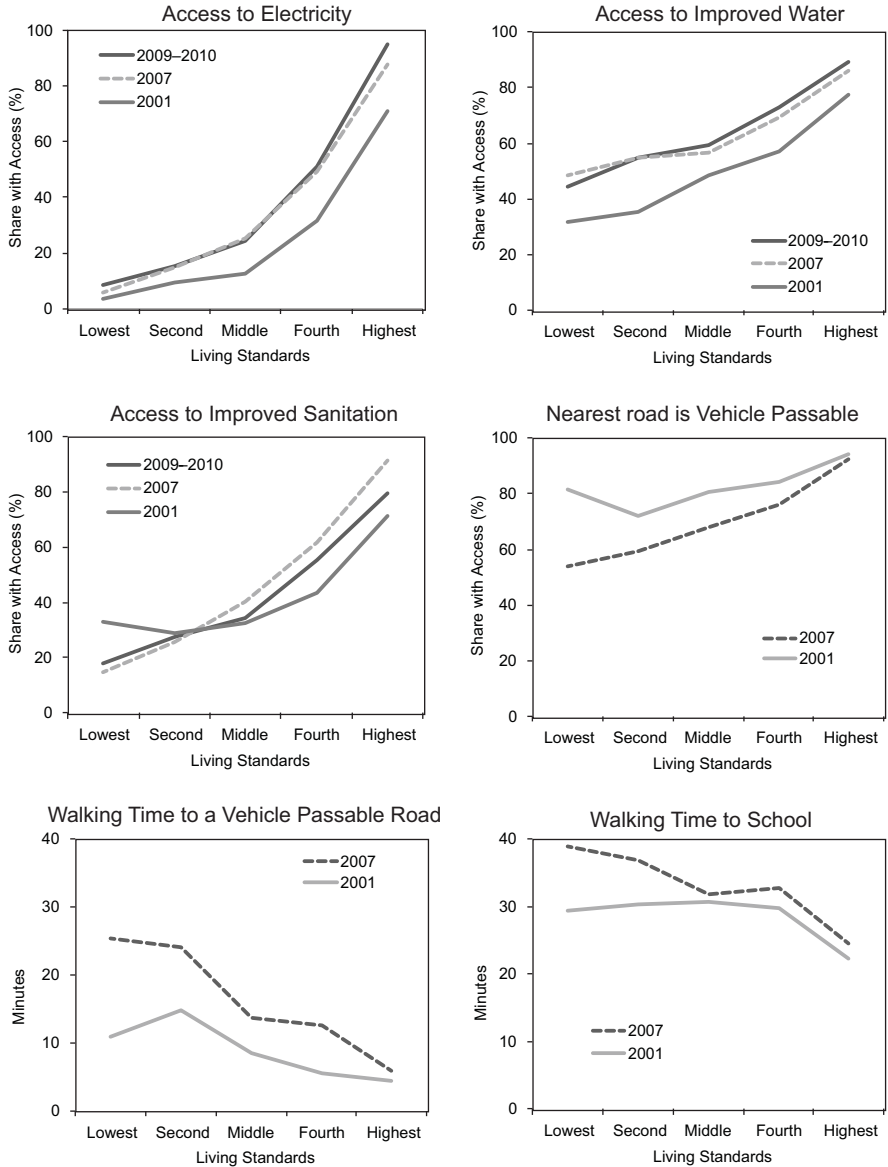 Access to Electricity
100
80
60
40
20
0
Share with Access (%)
2009–2010
2007
2001
Lowest Second Middle Fourth Highest
Living Standards
Access to Improved Water
100
80
60
40
20
0
Share with Access (%)
2009–2010
2007
2001
Lowest Second Middle Fourth Highest
Living Standards
Access to Improved Sanitation
100
80
60
40
20
0
Share with Access (%)
2009–2010
2007
2001
Lowest Second Middle Fourth Highest
Living Standards
Nearest road is Vehicle Passable
100
80
60
40
20
0
Share with Access (%)
2007
2001
Lowest Second Middle Fourth Highest
Living Standards
Walking Time to a Vehicle Passable Road
40
30
20
10
0
Minutes
2007
2001
Lowest Second Middle Fourth Highest
Living Standards
Walking Time to School
40
30
20
10
0
Minutes
2007
2001
Lowest Second Middle Fourth Highest
Living Standards